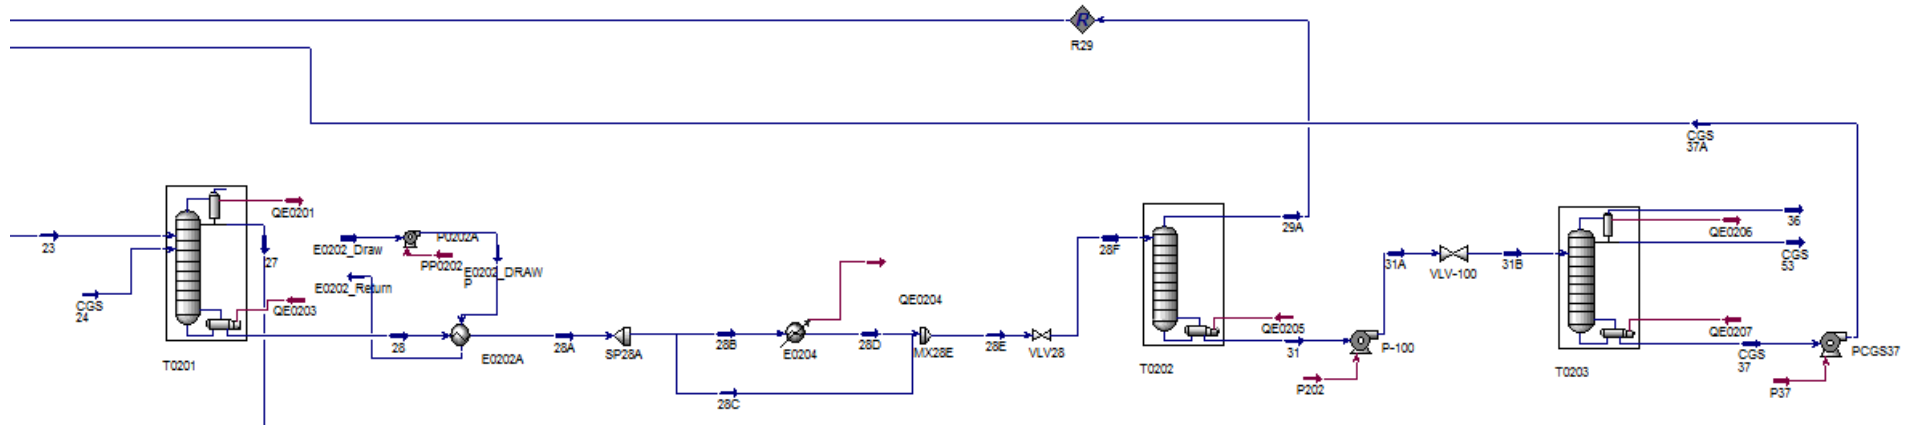 R
R29
CGS
37A
QE0201
23
27
E0202_Draw
P0202A
PP0202
E0202_DRAW
P
E0202_Return
CGS
24
QE0203
T0201
28
E0202A
28A
SP28A
28B
28C
E0204
QE0204
28D
MX28E
28E
VLV28
28F
29A
QE0205
T0202
31
P202
P-100
31A
VLV-100
31B
36
QE0206
CGS
53
QE0207
T0203
CGS
37
P37
PCGS37